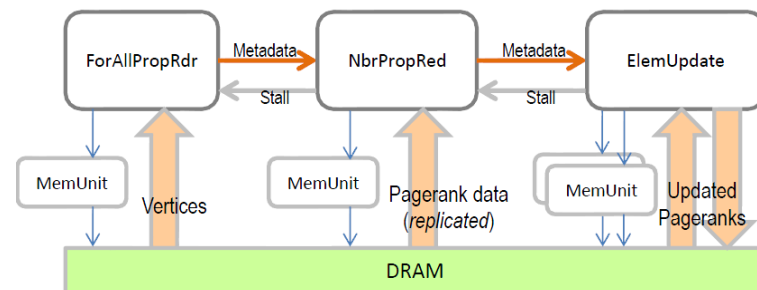 ForAllPropRdr
Metadata
NbrPropRed
Metadata
ElemUpdate
Stall
Stall
MemUnit
Vertices
MemUnit
Pagerank data
(replicated)
MemUnit
Updated
Pageranks
DRAM